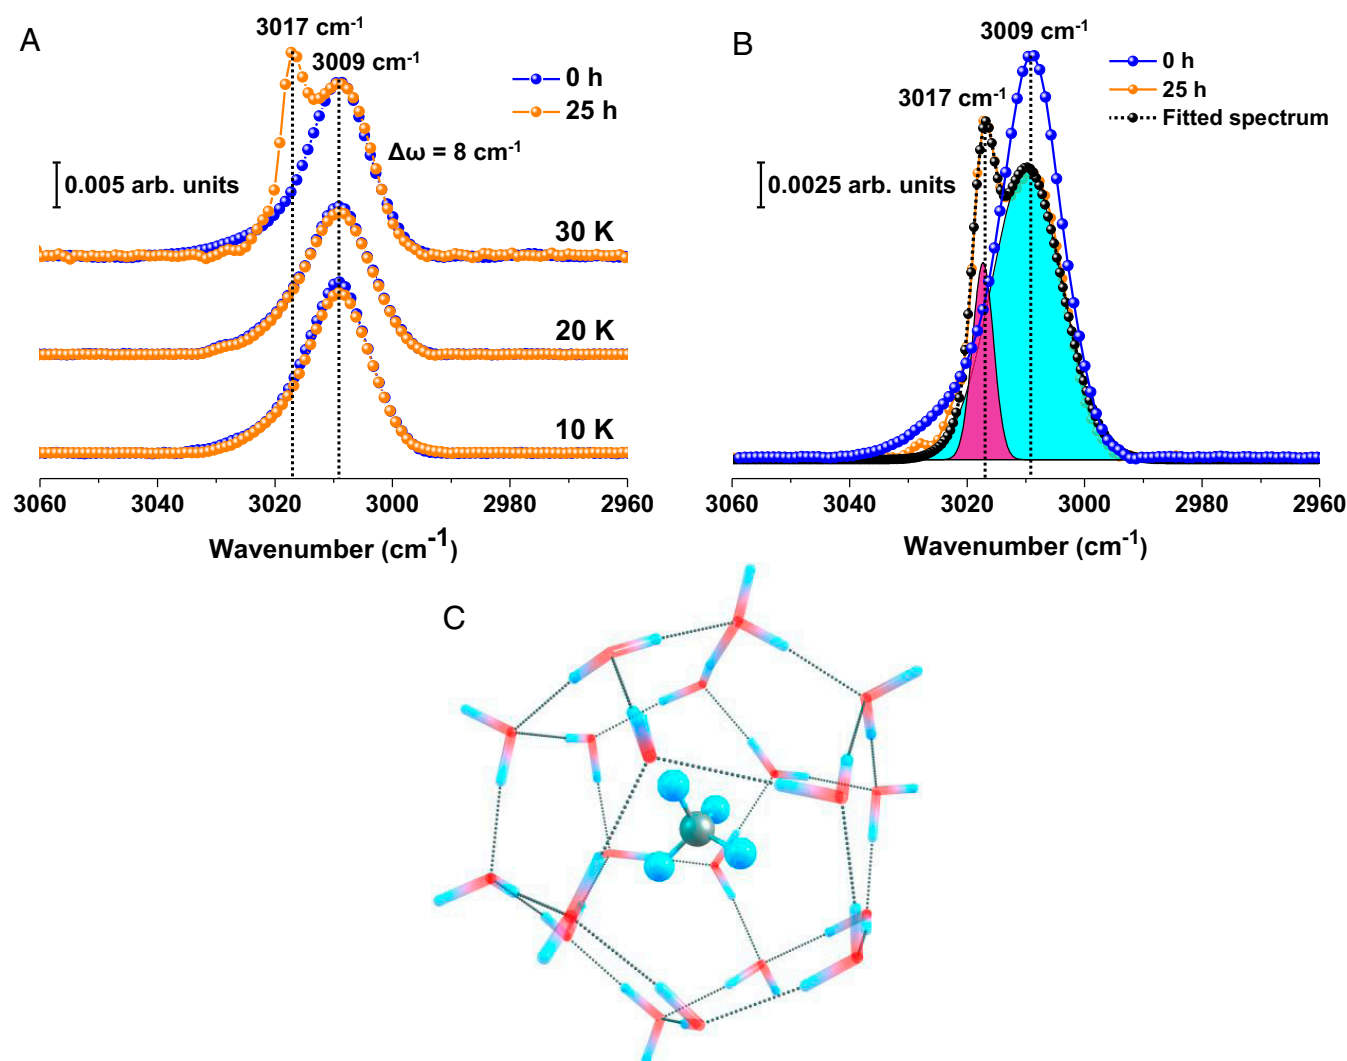 A
3017 cm⁻¹
3009 cm⁻¹
0 h
25 h
Δω = 8 cm⁻¹
0.005 arb. units
30 K
20 K
10 K
3060 3040 3020 3000 2980 2960
Wavenumber (cm⁻¹)
B
3009 cm⁻¹
0 h
25 h
Fitted spectrum
3017 cm⁻¹
0.0025 arb. units
3060 3040 3020 3000 2980 2960
Wavenumber (cm⁻¹)
C